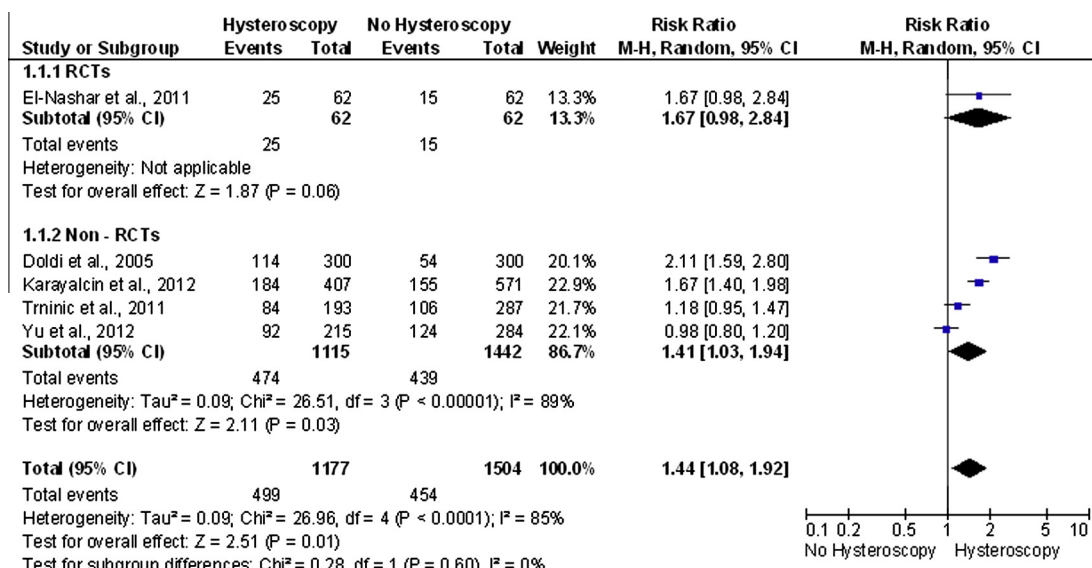 Hysteroscopy No Hysteroscopy Risk Ratio Risk Ratio
Study or Subgroup Events Total Events Total Weight M-H, Random, 95% CI M-H, Random, 95% CI
1.1.1 RCTs
El-Nashar et al., 2011 25 62 15 62 13.3% 1.67 [0.98, 2.84]
Subtotal (95% CI) 62 62 13.3% 1.67 [0.98, 2.84]
Total events 25 15
Heterogeneity: Not applicable
Test for overall effect: Z = 1.87 (P = 0.06)
1.1.2 Non - RCTs
Doldi et al., 2005 114 300 54 300 20.1% 2.11 [1.59, 2.80]
Karayalcin et al., 2012 184 407 155 571 22.9% 1.67 [1.40, 1.98]
Trninic et al., 2011 84 193 106 287 21.7% 1.18 [0.95, 1.47]
Yu et al., 2012 92 215 124 284 22.1% 0.98 [0.80, 1.20]
Subtotal (95% CI) 1115 1442 86.7% 1.41 [1.03, 1.94]
Total events 474 439
Heterogeneity: Tau² = 0.09; Chi² = 26.51, df = 3 (P < 0.00001); I² = 89%
Test for overall effect: Z = 2.11 (P = 0.03)
Total (95% CI) 1177 1504 100.0% 1.44 [1.08, 1.92]
Total events 499 454
Heterogeneity: Tau² = 0.09; Chi² = 26.96, df = 4 (P < 0.0001); I² = 85%
Test for overall effect: Z = 2.51 (P = 0.01)
Test for subgroup differences: Chi² = 0.28, df = 1 (P = 0.60), I² = 0%
0.1 0.2 0.5 1 2 5 10
No Hysteroscopy Hysteroscopy